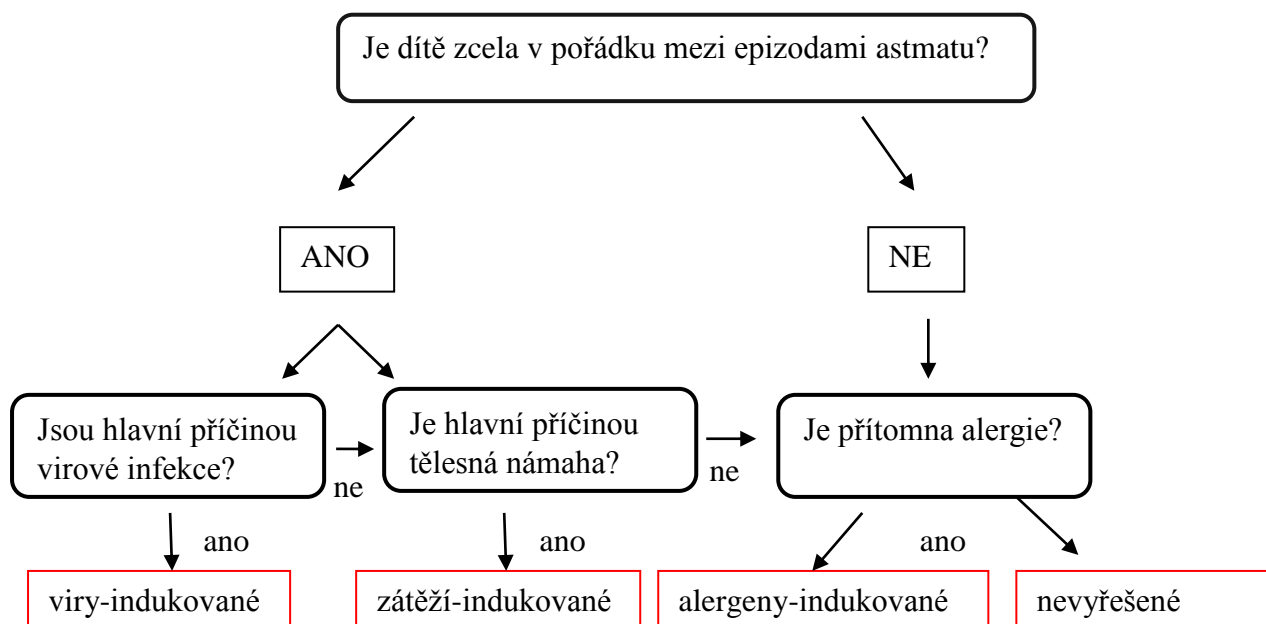 Je dítě zcela v pořádku mezi epizodami astmatu?
ANO
NE
Jsou hlavní příčinou
virové infekce?
ne
Je hlavní příčinou
tělesná námaha?
ne
Je přítomna alergie?
ano
ano
ano
viry-indukované
zátěží-indukované
alergeny-indukované
nevyřešené